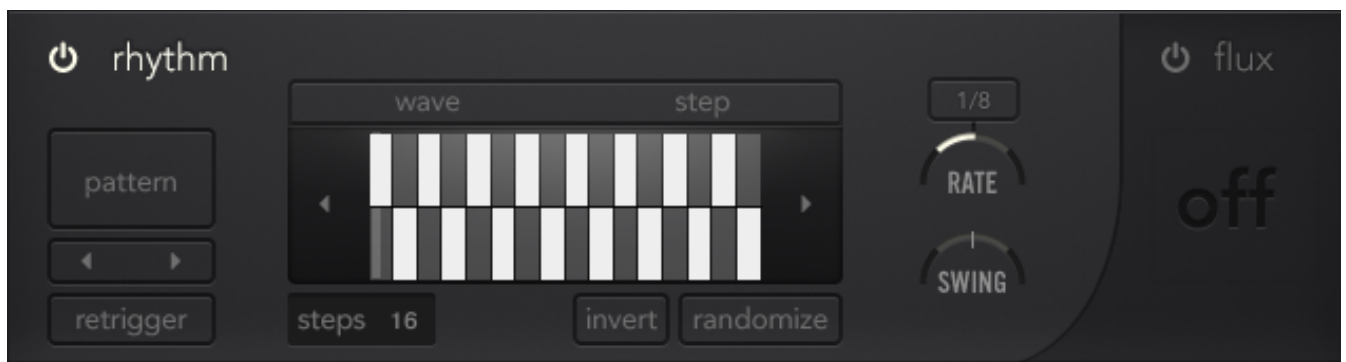 rhythm
flux
wave step
1/8
pattern
RATE
off
SWING
retrigger
steps 16
invert
randomize